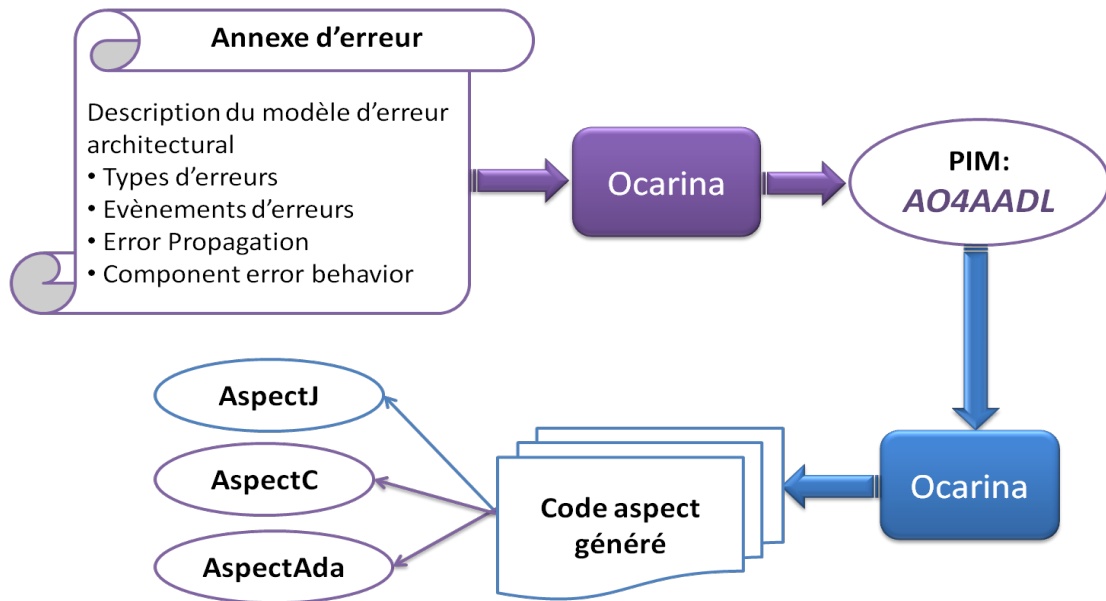 Annexe d’erreur
Description du modèle d’erreur
architectural
• Types d’erreurs
• Evènements d’erreurs
• Error Propagation
• Component error behavior
Ocarina
PIM:
AO4AADL
Ocarina
Code aspect
généré
AspectJ
AspectC
AspectAda